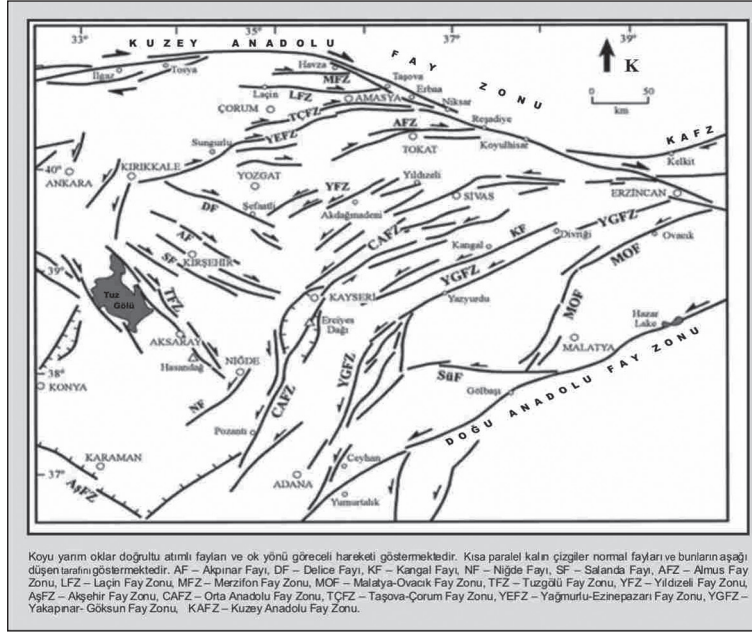 33°
35°
37°
39°
KUZEY ANADOLU FAY ZONU
K
0 50
km
Ilgaz
Tosya
Havza
MFZ
Taşova
Erbaa
Laçin
LFZ
AMASYA
Niksar
ÇORUM
TÇFZ
AFZ
Reşadiye
KAFZ
Sungurlu
YEFZ
TOKAT
Koyulhisar
Kelkit
40°
ANKARA
KIRIKKALE
YOZGAT
YFZ
Yıldızeli
SİVAS
ERZİNCAN
DF
Şefaatli
Akdağmadeni
AF
CAFZ
Kangal
KF
Divriği
YGFZ
Ovacık
SF
KIRŞEHİR
MOF
39°
Tuz
Gölü
TFZ
KAYSERİ
YGFZ
Yazyurdu
MOF
Erciyes
Dağı
Hazar
Lake
AKSARAY
Hasandağ
NİĞDE
MALATYA
38°
KONYA
YGFZ
SüF
NF
CAFZ
Gölbaşı
DOĞU ANADOLU FAY ZONU
Pozantı
KARAMAN
Ceyhan
37°
AşFZ
ADANA
Yumurtalık
Koyu yarım oklar doğrultu atımlı fayları ve ok yönü göreceli hareketi göstermektedir. Kısa paralel kalın çizgiler normal fayları ve bunların aşağı
düşen tarafını göstermektedir. AF – Akpınar Fayı, DF – Delice Fayı, KF – Kangal Fayı, NF – Niğde Fayı, SF – Salanda Fayı, AFZ – Almus Fay
Zonu, LFZ – Laçin Fay Zonu, MFZ – Merzifon Fay Zonu, MOF – Malatya-Ovacık Fay Zonu, TFZ – Tuzgölü Fay Zonu, YFZ – Yıldızeli Fay Zonu,
AşFZ – Akşehir Fay Zonu, CAFZ – Orta Anadolu Fay Zonu, TÇFZ – Taşova-Çorum Fay Zonu, YEFZ – Yağmurlu-Ezinepazarı Fay Zonu, YGFZ –
Yakapınar- Göksun Fay Zonu, KAFZ – Kuzey Anadolu Fay Zonu.